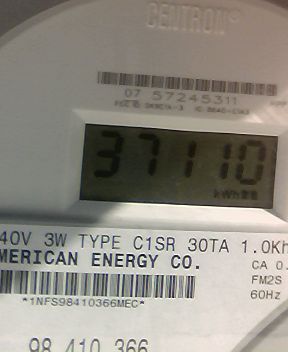 CENTRON®
07 57245311
37110
kWh
40V 3W TYPE C1SR 30TA 1.0Kh
MERICAN ENERGY CO.
CA 0.
FM2S
*1NFS98410366MEC*
60Hz
98 410 366